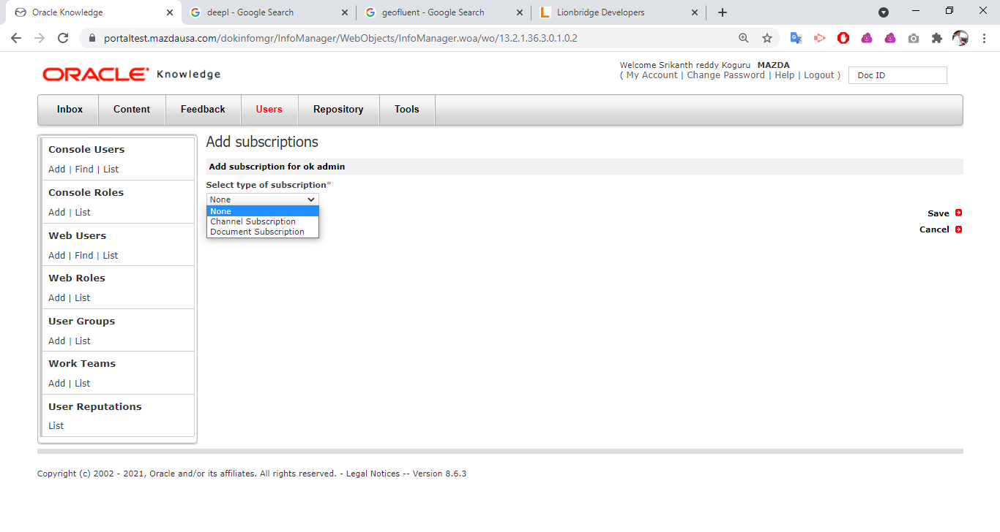 Oracle Knowledge
deepl - Google Search
geofluent - Google Search
Lionbridge Developers
portaltest.mazdausa.com/dokinfomgr/InfoManager/WebObjects/InfoManager.woa/wo/13.2.1.36.3.0.1.0.2
ORACLE Knowledge
Welcome Srikanth reddy Koguru MAZDA
( My Account | Change Password | Help | Logout )
Doc ID
Inbox Content Feedback Users Repository Tools
Console Users
Add | Find | List
Console Roles
Add | List
Web Users
Add | Find | List
Web Roles
Add | List
User Groups
Add | List
Work Teams
Add | List
User Reputations
List
Add subscriptions
Add subscription for ok admin
Select type of subscription*
None
None
Channel Subscription
Document Subscription
Save
Cancel
Copyright (c) 2002 - 2021, Oracle and/or its affiliates. All rights reserved. - Legal Notices -- Version 8.6.3